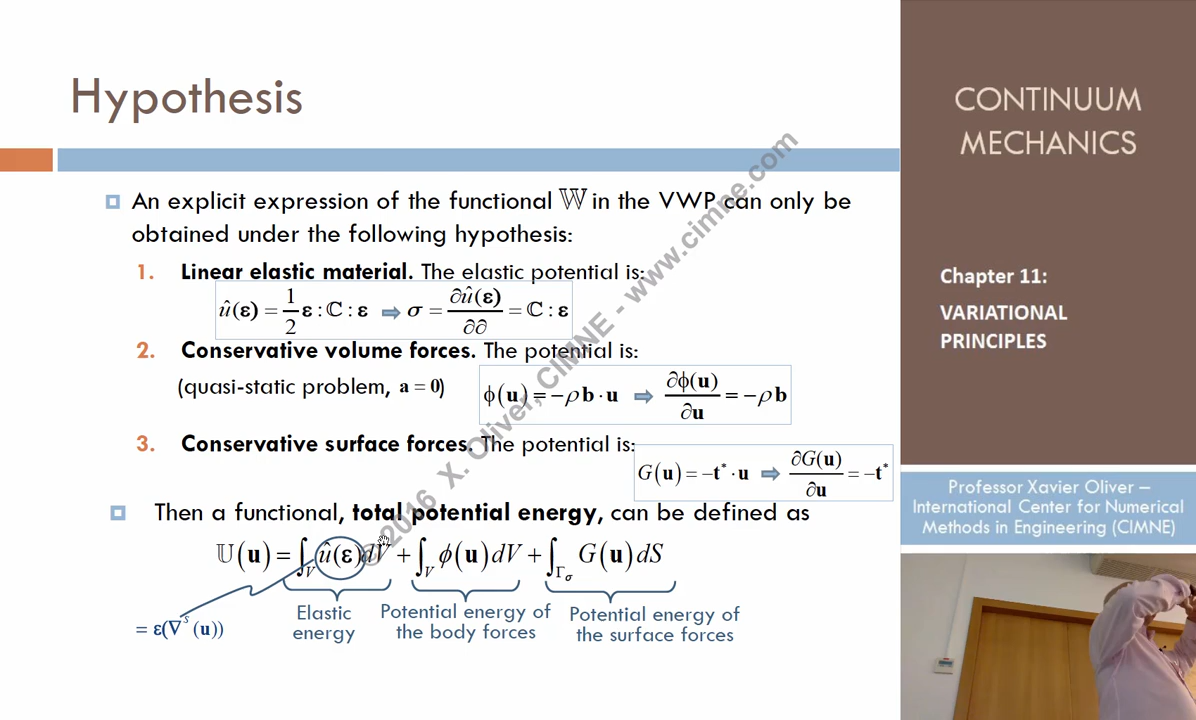 Hypothesis
An explicit expression of the functional 𝕎 in the VWP can only be
obtained under the following hypothesis:
1. Linear elastic material. The elastic potential is:
û(ε) = 1/2 ε : ℂ : ε ⇨ σ = ∂û(ε)/∂∂ = ℂ : ε
2. Conservative volume forces. The potential is:
(quasi-static problem, a = 0)
ϕ(u) = −ρb · u ⇨ ∂ϕ(u)/∂u = −ρb
3. Conservative surface forces. The potential is:
G(u) = −t* · u ⇨ ∂G(u)/∂u = −t*
Then a functional, total potential energy, can be defined as
𝕌(u) = ∫_V û(ε)dV + ∫_V ϕ(u)dV + ∫_Γσ G(u)dS
= ε(∇ˢ(u))
Elastic
energy
Potential energy of
the body forces
Potential energy of
the surface forces
©2016 X. Oliver, CIMNE - www.cimne.com
CONTINUUM
MECHANICS
Chapter 11:
VARIATIONAL
PRINCIPLES
Professor Xavier Oliver –
International Center for Numerical
Methods in Engineering (CIMNE)